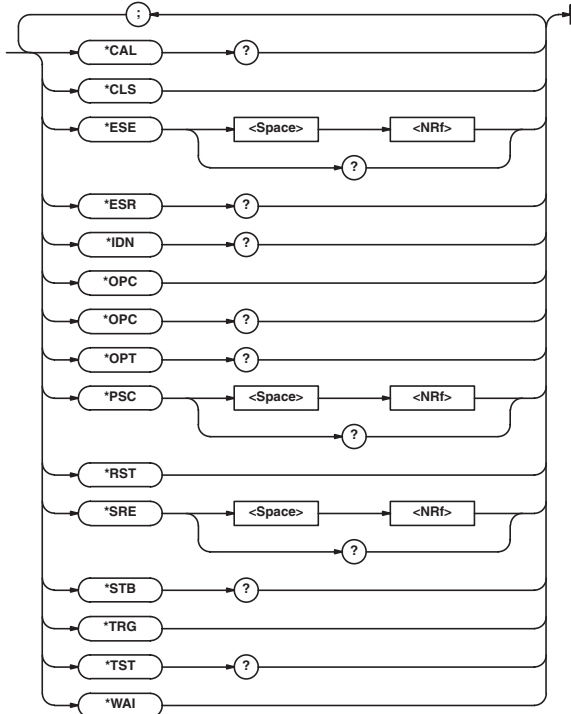 ;
*CAL ?
*CLS
*ESE <Space> <NRf>
?
*ESR ?
*IDN ?
*OPC
*OPC ?
*OPT ?
*PSC <Space> <NRf>
?
*RST
*SRE <Space> <NRf>
?
*STB ?
*TRG
*TST ?
*WAI